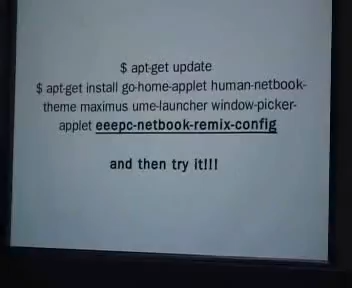 $ apt-get update
$ apt-get install go-home-applet human-netbook-
theme maximus ume-launcher window-picker-
applet eeepc-netbook-remix-config
and then try it!!!